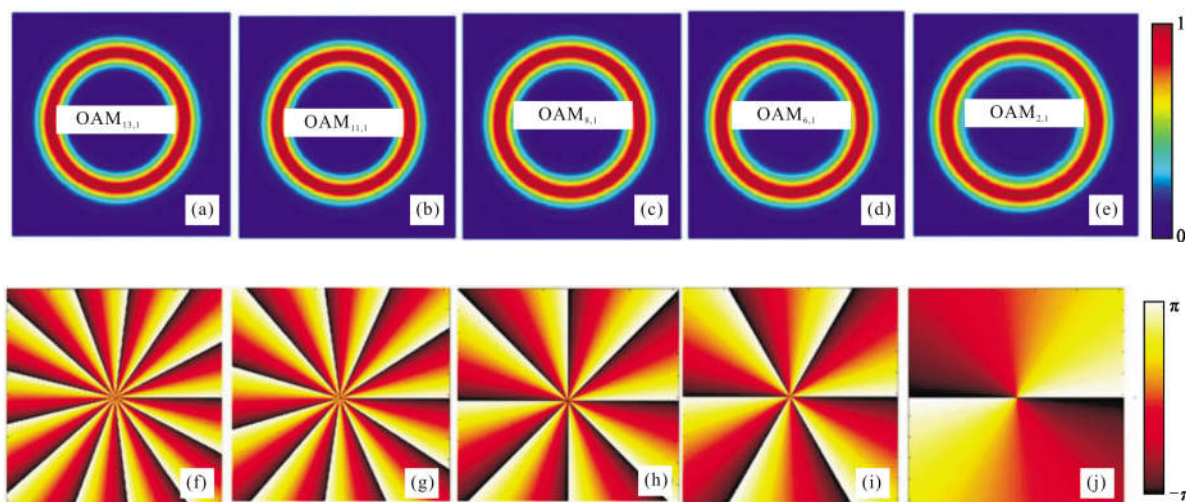 OAM13,1
OAM11,1
OAM8,1
OAM6,1
OAM2,1
1
0
(a)
(b)
(c)
(d)
(e)
π
-π
(f)
(g)
(h)
(i)
(j)